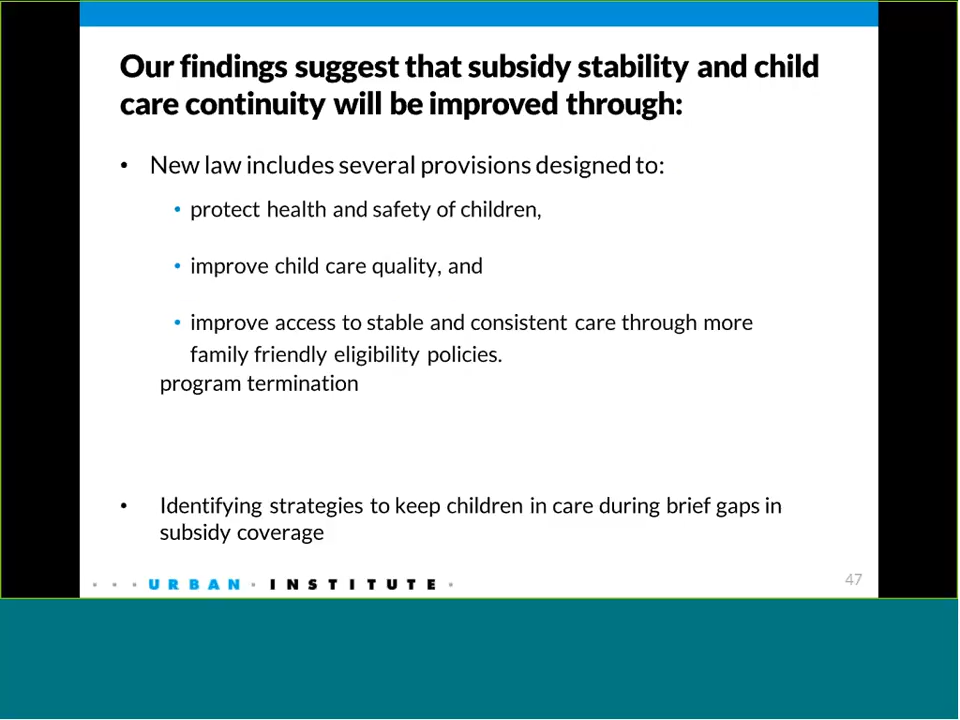 Our findings suggest that subsidy stability and child
care continuity will be improved through:
• New law includes several provisions designed to:
• protect health and safety of children,
• improve child care quality, and
• improve access to stable and consistent care through more
family friendly eligibility policies.
program termination
• Identifying strategies to keep children in care during brief gaps in
subsidy coverage
URBAN INSTITUTE
47